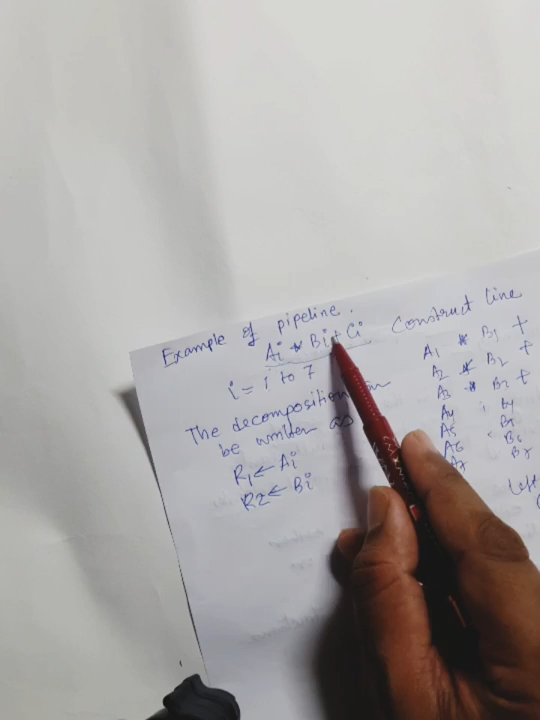 Example of pipeline.
Ai * Bi + Ci Construct line
i = 1 to 7
The decomposition
be written as
R1 ← Ai
R2 ← Bi
A1 * B1 +
A2 * B2 +
A3 * B3 +
A4 B4
A5 B5
A6 B6
A7 B7
left